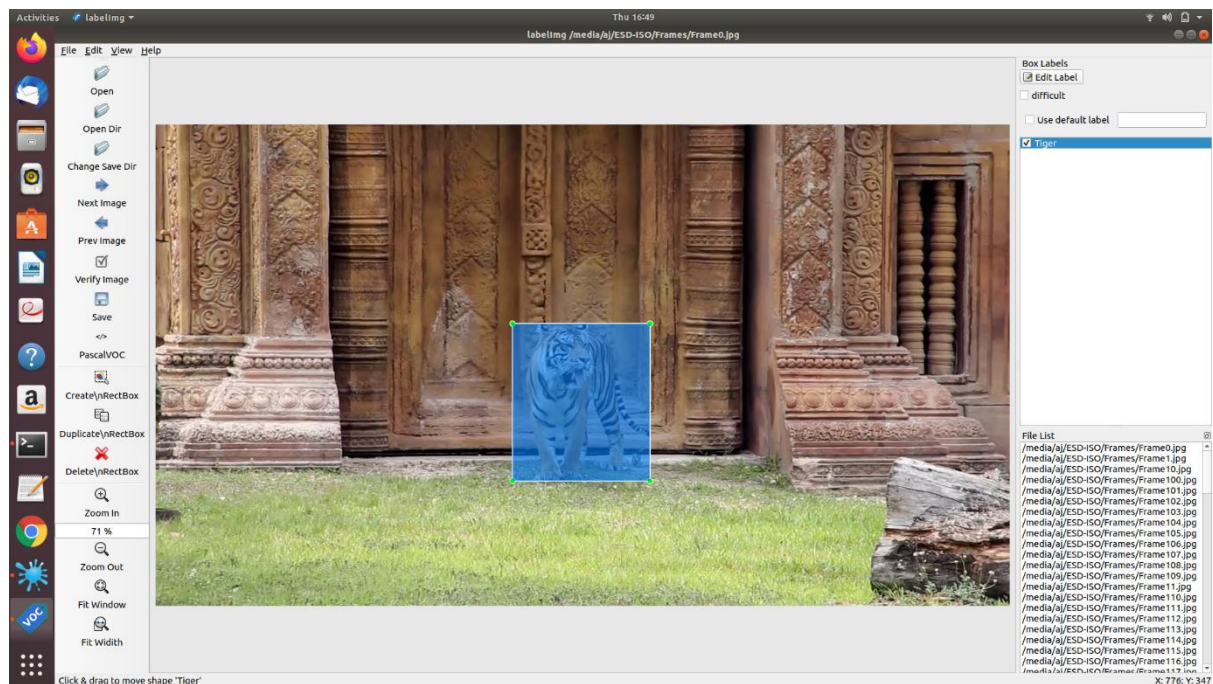 Activities
labelImg
Thu 16:49
labelImg /media/aj/ESD-ISO/Frames/Frame0.jpg
File Edit View Help
Open
Open Dir
Change Save Dir
Next Image
Prev Image
Verify Image
Save
</>
PascalVOC
Create\nRectBox
Duplicate\nRectBox
Delete\nRectBox
Zoom In
71 %
Zoom Out
Fit Window
Fit Width
Click & drag to move shape 'Tiger'
Box Labels
Edit Label
difficult
Use default label
Tiger
File List
/media/aj/ESD-ISO/Frames/Frame0.jpg
/media/aj/ESD-ISO/Frames/Frame1.jpg
/media/aj/ESD-ISO/Frames/Frame10.jpg
/media/aj/ESD-ISO/Frames/Frame100.jpg
/media/aj/ESD-ISO/Frames/Frame101.jpg
/media/aj/ESD-ISO/Frames/Frame102.jpg
/media/aj/ESD-ISO/Frames/Frame103.jpg
/media/aj/ESD-ISO/Frames/Frame104.jpg
/media/aj/ESD-ISO/Frames/Frame105.jpg
/media/aj/ESD-ISO/Frames/Frame106.jpg
/media/aj/ESD-ISO/Frames/Frame107.jpg
/media/aj/ESD-ISO/Frames/Frame108.jpg
/media/aj/ESD-ISO/Frames/Frame109.jpg
/media/aj/ESD-ISO/Frames/Frame11.jpg
/media/aj/ESD-ISO/Frames/Frame110.jpg
/media/aj/ESD-ISO/Frames/Frame111.jpg
/media/aj/ESD-ISO/Frames/Frame112.jpg
/media/aj/ESD-ISO/Frames/Frame113.jpg
/media/aj/ESD-ISO/Frames/Frame114.jpg
/media/aj/ESD-ISO/Frames/Frame115.jpg
/media/aj/ESD-ISO/Frames/Frame116.jpg
/media/aj/ESD-ISO/Frames/Frame117.jpg
X: 776; Y: 347
VOC